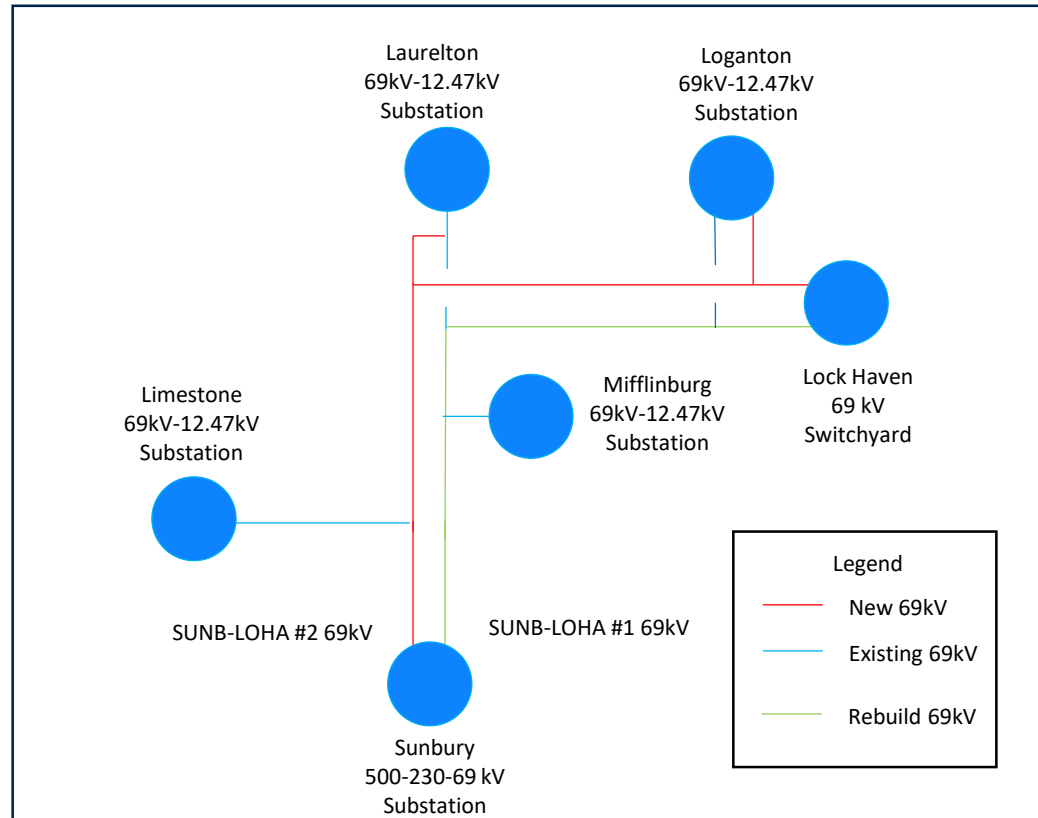 Laurelton
69kV-12.47kV
Substation
Loganton
69kV-12.47kV
Substation
Limestone
69kV-12.47kV
Substation
Mifflinburg
69kV-12.47kV
Substation
Lock Haven
69 kV
Switchyard
SUNB-LOHA #2 69kV
SUNB-LOHA #1 69kV
Sunbury
500-230-69 kV
Substation
Legend
New 69kV
Existing 69kV
Rebuild 69kV